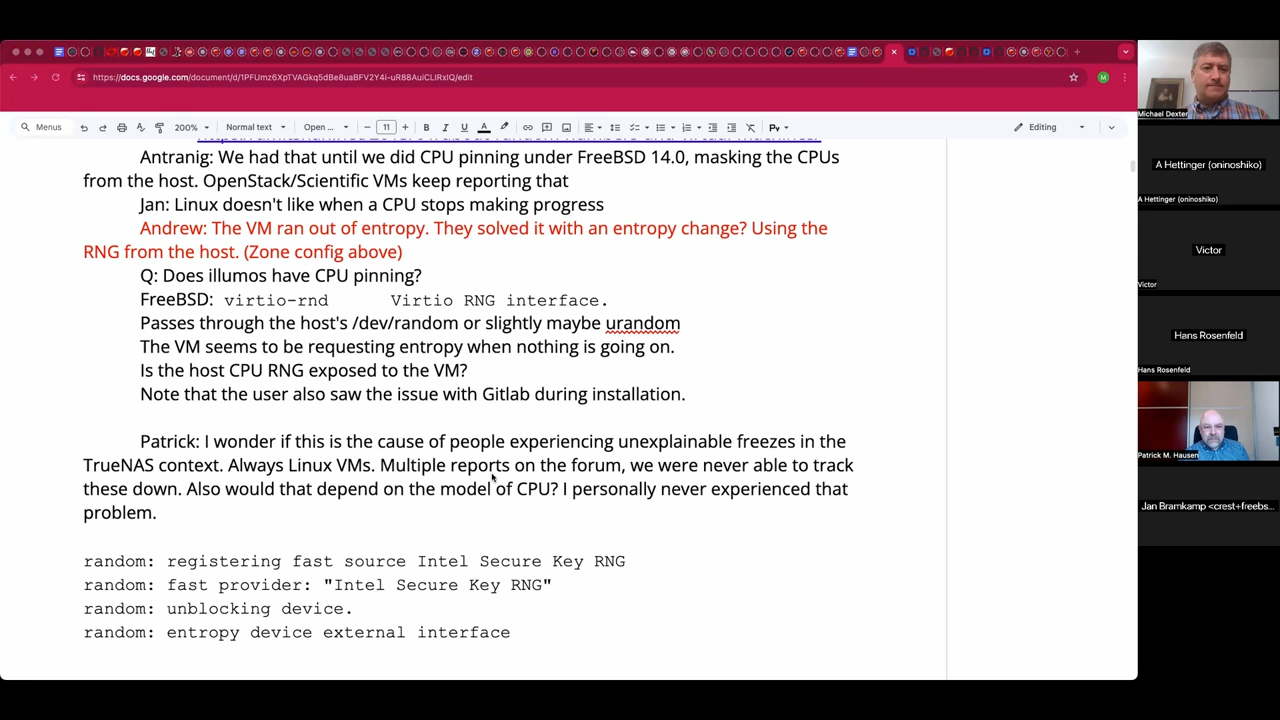 https://docs.google.com/document/d/1PFUmz6XpTVAGkq5dBe8uaBFV2Y4i-uR88AuiCLIRxIQ/edit
M
Menus
200%
Normal text
Open ...
11
Editing
Antranig: We had that until we did CPU pinning under FreeBSD 14.0, masking the CPUs
from the host. OpenStack/Scientific VMs keep reporting that
Jan: Linux doesn't like when a CPU stops making progress
Andrew: The VM ran out of entropy. They solved it with an entropy change? Using the
RNG from the host. (Zone config above)
Q: Does illumos have CPU pinning?
FreeBSD: virtio-rnd Virtio RNG interface.
Passes through the host's /dev/random or slightly maybe urandom
The VM seems to be requesting entropy when nothing is going on.
Is the host CPU RNG exposed to the VM?
Note that the user also saw the issue with Gitlab during installation.
Patrick: I wonder if this is the cause of people experiencing unexplainable freezes in the
TrueNAS context. Always Linux VMs. Multiple reports on the forum, we were never able to track
these down. Also would that depend on the model of CPU? I personally never experienced that
problem.
random: registering fast source Intel Secure Key RNG
random: fast provider: "Intel Secure Key RNG"
random: unblocking device.
random: entropy device external interface
Michael Dexter
A Hettinger (oninoshiko)
A Hettinger (oninoshiko)
Victor
Victor
Hans Rosenfeld
Hans Rosenfeld
Patrick M. Hausen
Jan Bramkamp <crest+freebs...